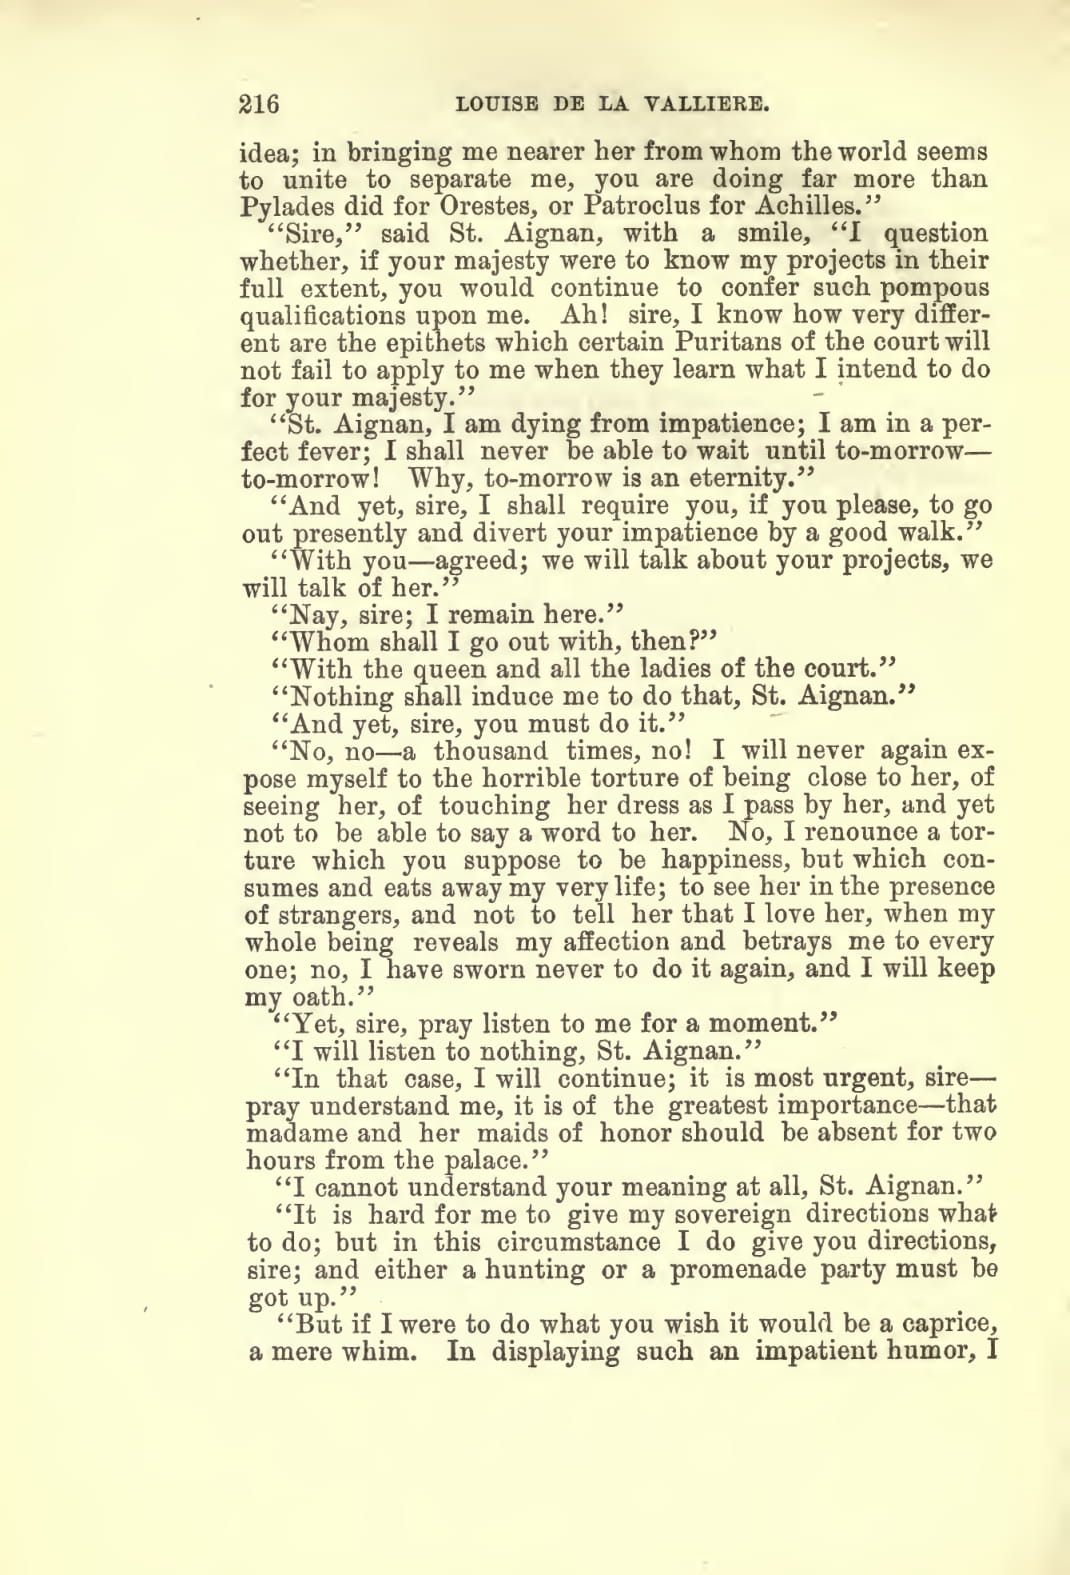 216 LOUISE DE LA VALLIERE.
idea; in bringing me nearer her from whom the world seems
to unite to separate me, you are doing far more than
Pylades did for Orestes, or Patroclus for Achilles.”
“Sire,” said St. Aignan, with a smile, “I question
whether, if your majesty were to know my projects in their
full extent, you would continue to confer such pompous
qualifications upon me. Ah! sire, I know how very differ-
ent are the epithets which certain Puritans of the court will
not fail to apply to me when they learn what I intend to do
for your majesty.”
“St. Aignan, I am dying from impatience; I am in a per-
fect fever; I shall never be able to wait until to-morrow—
to-morrow! Why, to-morrow is an eternity.”
“And yet, sire, I shall require you, if you please, to go
out presently and divert your impatience by a good walk.”
“With you—agreed; we will talk about your projects, we
will talk of her.”
“Nay, sire; I remain here.”
“Whom shall I go out with, then?”
“With the queen and all the ladies of the court.”
“Nothing shall induce me to do that, St. Aignan.”
“And yet, sire, you must do it.”
“No, no—a thousand times, no! I will never again ex-
pose myself to the horrible torture of being close to her, of
seeing her, of touching her dress as I pass by her, and yet
not to be able to say a word to her. No, I renounce a tor-
ture which you suppose to be happiness, but which con-
sumes and eats away my very life; to see her in the presence
of strangers, and not to tell her that I love her, when my
whole being reveals my affection and betrays me to every
one; no, I have sworn never to do it again, and I will keep
my oath.”
“Yet, sire, pray listen to me for a moment.”
“I will listen to nothing, St. Aignan.”
“In that case, I will continue; it is most urgent, sire—
pray understand me, it is of the greatest importance—that
madame and her maids of honor should be absent for two
hours from the palace.”
“I cannot understand your meaning at all, St. Aignan.”
“It is hard for me to give my sovereign directions what
to do; but in this circumstance I do give you directions,
sire; and either a hunting or a promenade party must be
got up.”
“But if I were to do what you wish it would be a caprice,
a mere whim. In displaying such an impatient humor, I